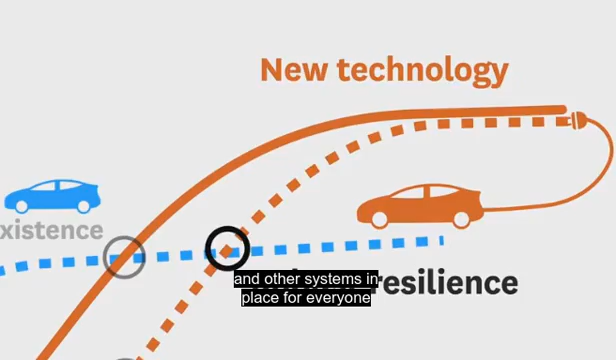 New technology
xistence
resilience
and other systems in
place for everyone